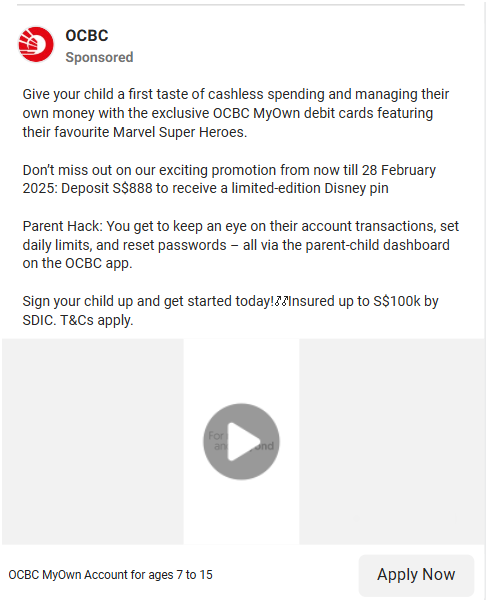 OCBC
Sponsored
Give your child a first taste of cashless spending and managing their
own money with the exclusive OCBC MyOwn debit cards featuring
their favourite Marvel Super Heroes.
Don't miss out on our exciting promotion from now till 28 February
2025: Deposit S$888 to receive a limited-edition Disney pin
Parent Hack: You get to keep an eye on their account transactions, set
daily limits, and reset passwords – all via the parent-child dashboard
on the OCBC app.
Sign your child up and get started today!Insured up to S$100k by
SDIC. T&Cs apply.
For
OCBC MyOwn Account for ages 7 to 15
Apply Now